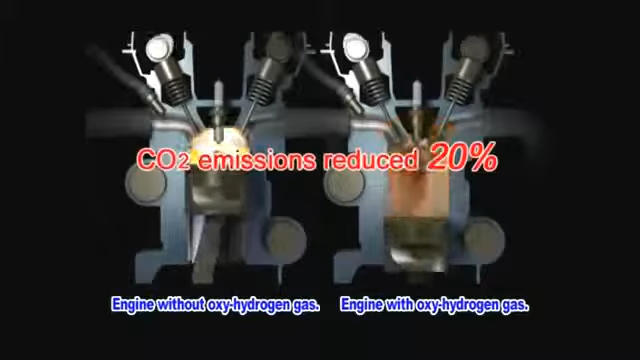 CO2 emissions reduced 20%
Engine without oxy-hydrogen gas.
Engine with oxy-hydrogen gas.